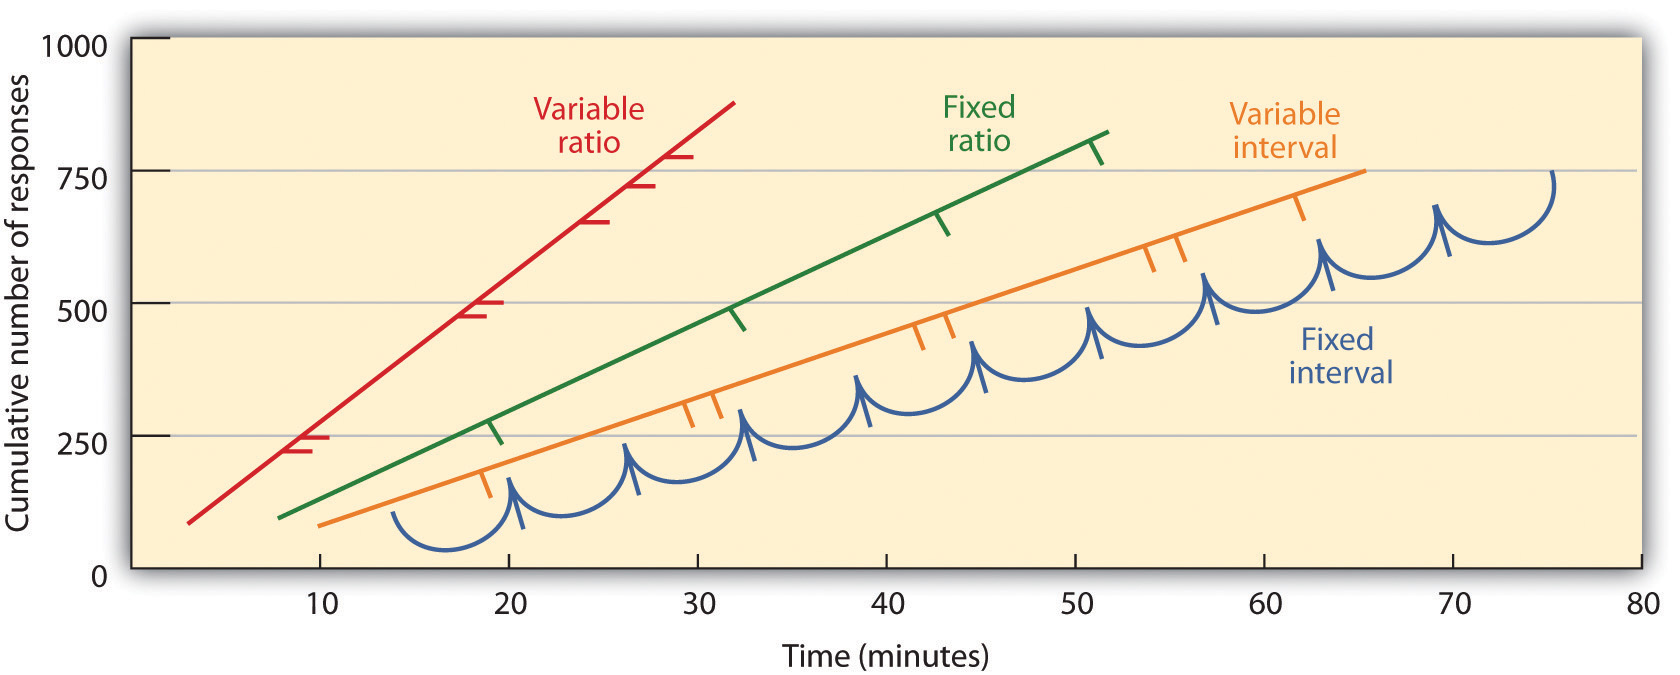 Cumulative number of responses
1000
750
500
250
0
Variable
ratio
Fixed
ratio
Variable
interval
Fixed
interval
10 20 30 40 50 60 70 80
Time (minutes)